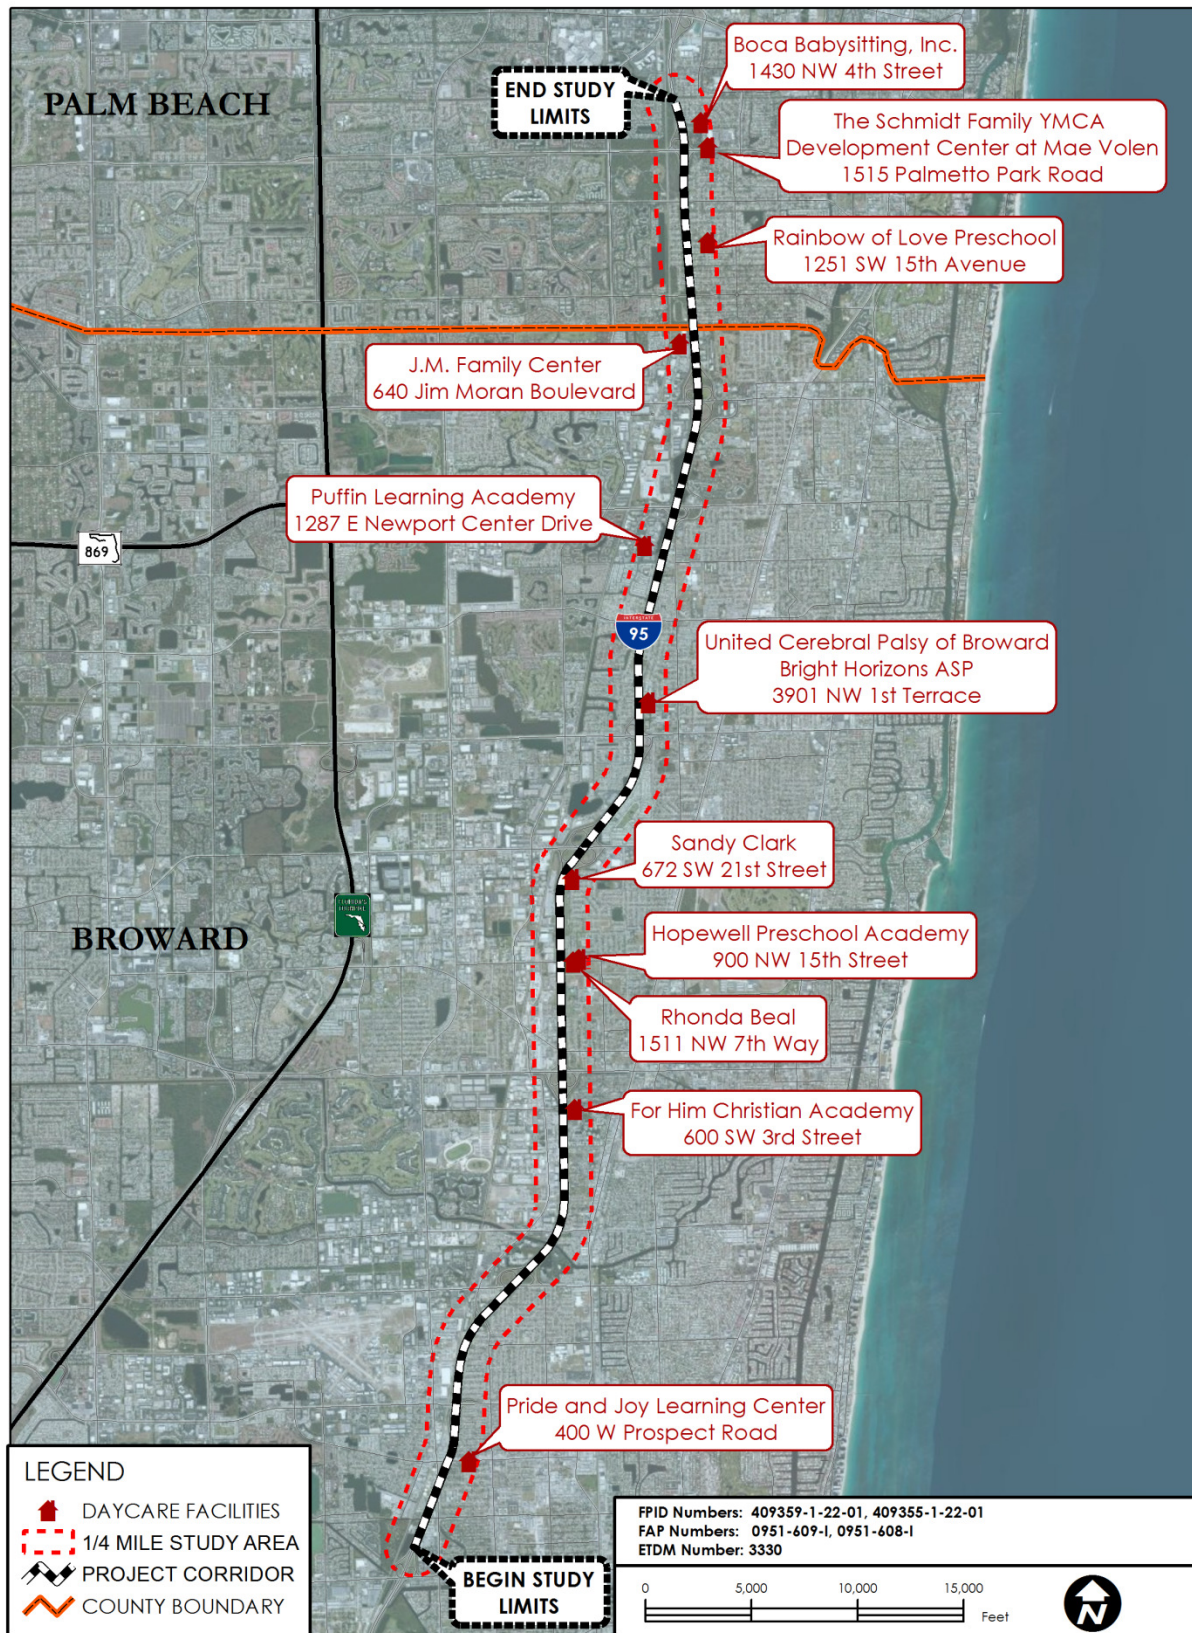 PALM BEACH
END STUDY
LIMITS
Boca Babysitting, Inc.
1430 NW 4th Street
The Schmidt Family YMCA
Development Center at Mae Volen
1515 Palmetto Park Road
Rainbow of Love Preschool
1251 SW 15th Avenue
J.M. Family Center
640 Jim Moran Boulevard
Puffin Learning Academy
1287 E Newport Center Drive
869
INTERSTATE
95
United Cerebral Palsy of Broward
Bright Horizons ASP
3901 NW 1st Terrace
Sandy Clark
672 SW 21st Street
BROWARD
Hopewell Preschool Academy
900 NW 15th Street
Rhonda Beal
1511 NW 7th Way
For Him Christian Academy
600 SW 3rd Street
Pride and Joy Learning Center
400 W Prospect Road
BEGIN STUDY
LIMITS
LEGEND
DAYCARE FACILITIES
1/4 MILE STUDY AREA
PROJECT CORRIDOR
COUNTY BOUNDARY
FPID Numbers: 409359-1-22-01, 409355-1-22-01
FAP Numbers: 0951-609-I, 0951-608-I
ETDM Number: 3330
0 5,000 10,000 15,000
Feet
N